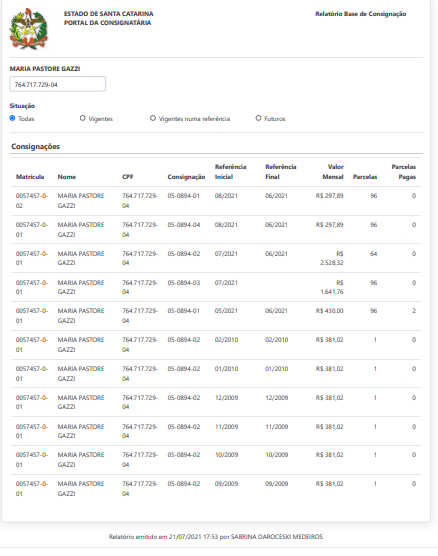 ESTADO DE SANTA CATARINA
PORTAL DA CONSIGNATÁRIA
Relatório Base de Consignação
MARIA PASTORE GAZZI
764.717.729-04
Situação
Todas Vigentes Vigentes numa referência Futuros
Consignações
Matrícula Nome CPF Consignação Referência Inicial Referência Final Valor Mensal Parcelas Parcelas Pagas
0057457-0-02 MARIA PASTORE GAZZI 764.717.729-04 05-0894-01 08/2021 06/2021 R$ 297,89 96 0
0057457-0-01 MARIA PASTORE GAZZI 764.717.729-04 05-0894-04 08/2021 06/2021 R$ 297,89 96 0
0057457-0-01 MARIA PASTORE GAZZI 764.717.729-04 05-0894-02 07/2021 06/2021 R$ 2.528,32 64 0
0057457-0-01 MARIA PASTORE GAZZI 764.717.729-04 05-0894-03 07/2021 R$ 1.641,76 96 0
0057457-0-01 MARIA PASTORE GAZZI 764.717.729-04 05-0894-01 05/2021 06/2021 R$ 430,00 96 2
0057457-0-01 MARIA PASTORE GAZZI 764.717.729-04 05-0894-02 02/2010 02/2010 R$ 381,02 1 0
0057457-0-01 MARIA PASTORE GAZZI 764.717.729-04 05-0894-02 01/2010 01/2010 R$ 381,02 1 0
0057457-0-01 MARIA PASTORE GAZZI 764.717.729-04 05-0894-02 12/2009 12/2009 R$ 381,02 1 0
0057457-0-01 MARIA PASTORE GAZZI 764.717.729-04 05-0894-02 11/2009 11/2009 R$ 381,02 1 0
0057457-0-01 MARIA PASTORE GAZZI 764.717.729-04 05-0894-02 10/2009 10/2009 R$ 381,02 1 0
0057457-0-01 MARIA PASTORE GAZZI 764.717.729-04 05-0894-02 09/2009 09/2009 R$ 381,02 1 0
Relatório emitido em 21/07/2021 17:53 por SABRINA DAROCESKI MEDEIROS